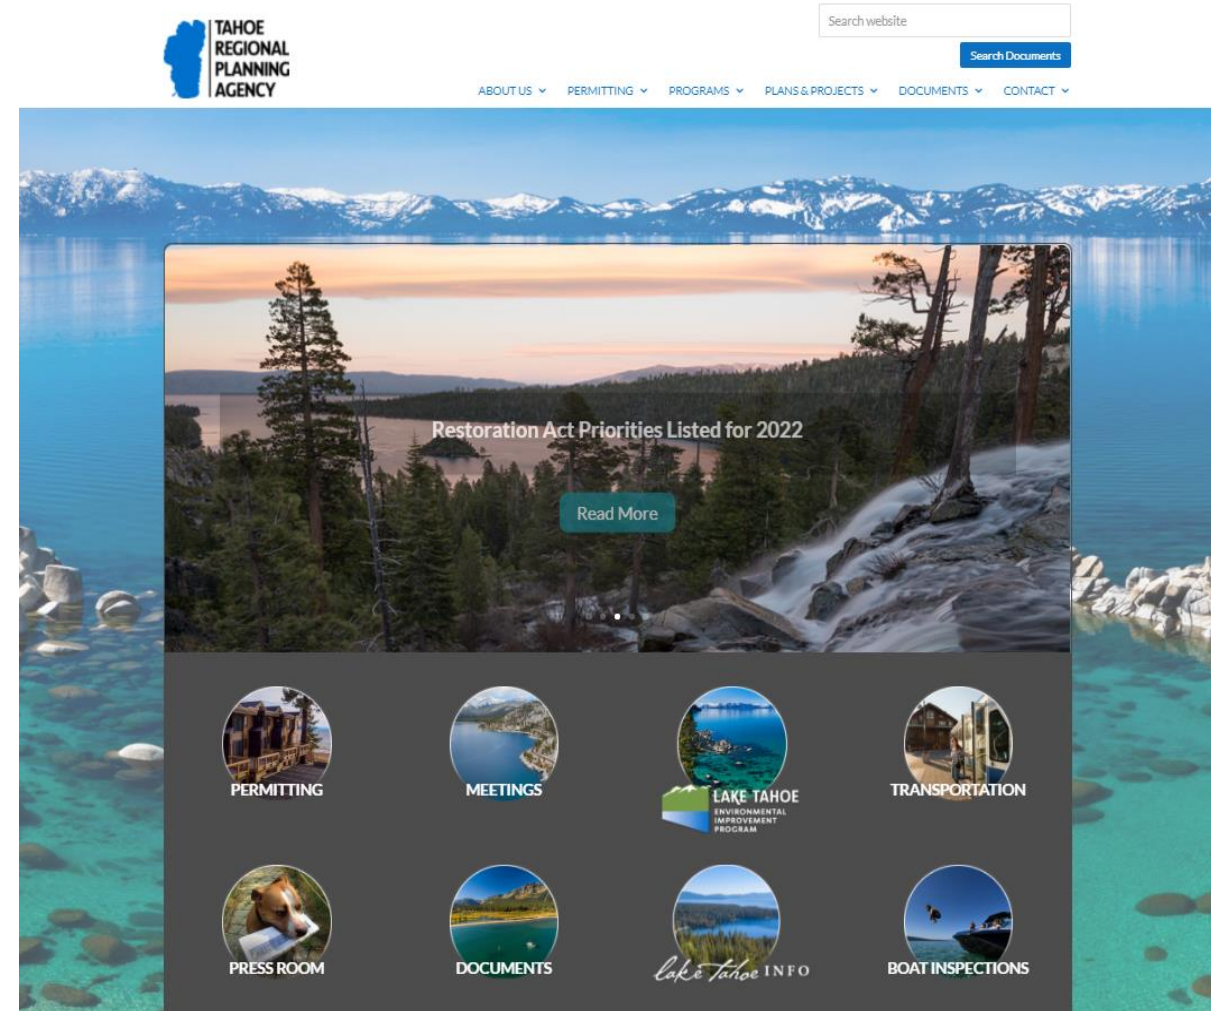 TAHOE
REGIONAL
PLANNING
AGENCY
Search website
Search Documents
ABOUT US
PERMITTING
PROGRAMS
PLANS & PROJECTS
DOCUMENTS
CONTACT
Restoration Act Priorities Listed for 2022
Read More
PERMITTING
MEETINGS
LAKE TAHOE
ENVIRONMENTAL
IMPROVEMENT
PROGRAM
TRANSPORTATION
PRESS ROOM
DOCUMENTS
lake Tahoe INFO
BOAT INSPECTIONS